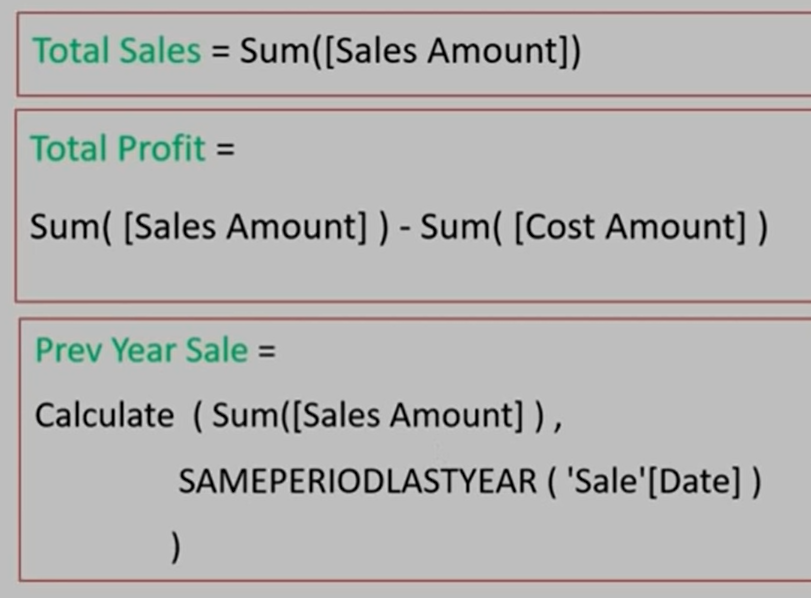 Total Sales = Sum([Sales Amount])
Total Profit =
Sum( [Sales Amount] ) - Sum( [Cost Amount] )
Prev Year Sale =
Calculate ( Sum([Sales Amount] ) ,
SAMEPERIODLASTYEAR ( 'Sale'[Date] )
)